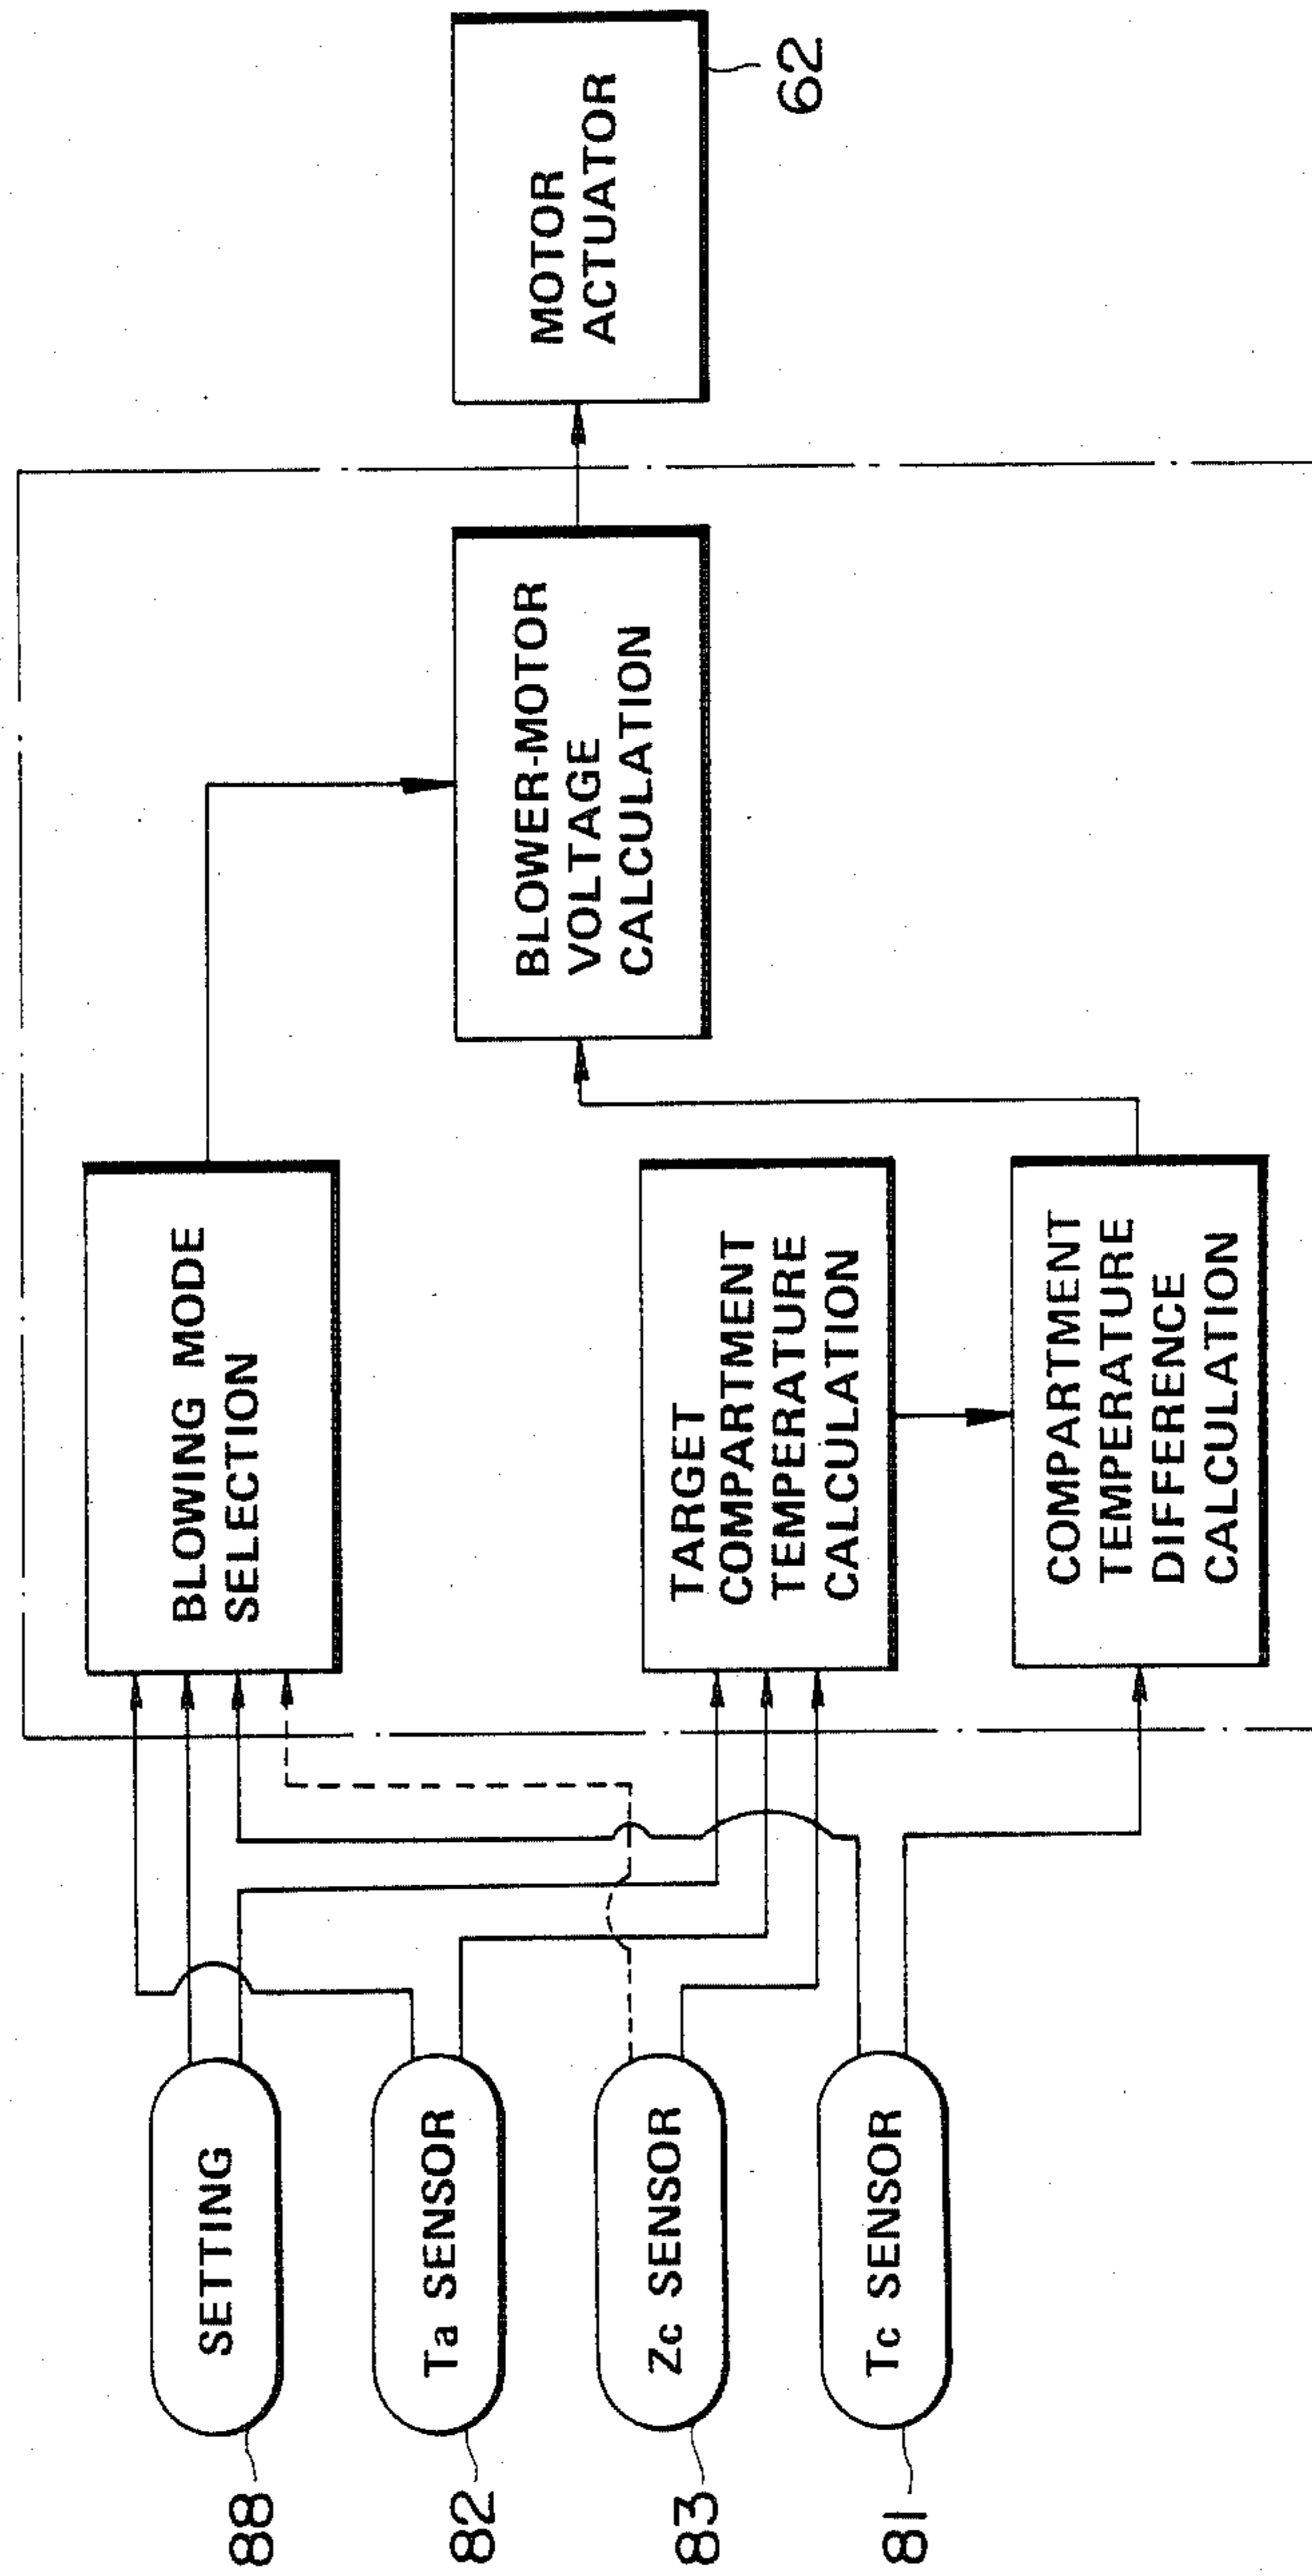 88
SETTING
82
Ta SENSOR
83
Zc SENSOR
81
Tc SENSOR
BLOWING MODE
SELECTION
TARGET
COMPARTMENT
TEMPERATURE
CALCULATION
COMPARTMENT
TEMPERATURE
DIFFERENCE
CALCULATION
BLOWER-MOTOR
VOLTAGE
CALCULATION
MOTOR
ACTUATOR
62